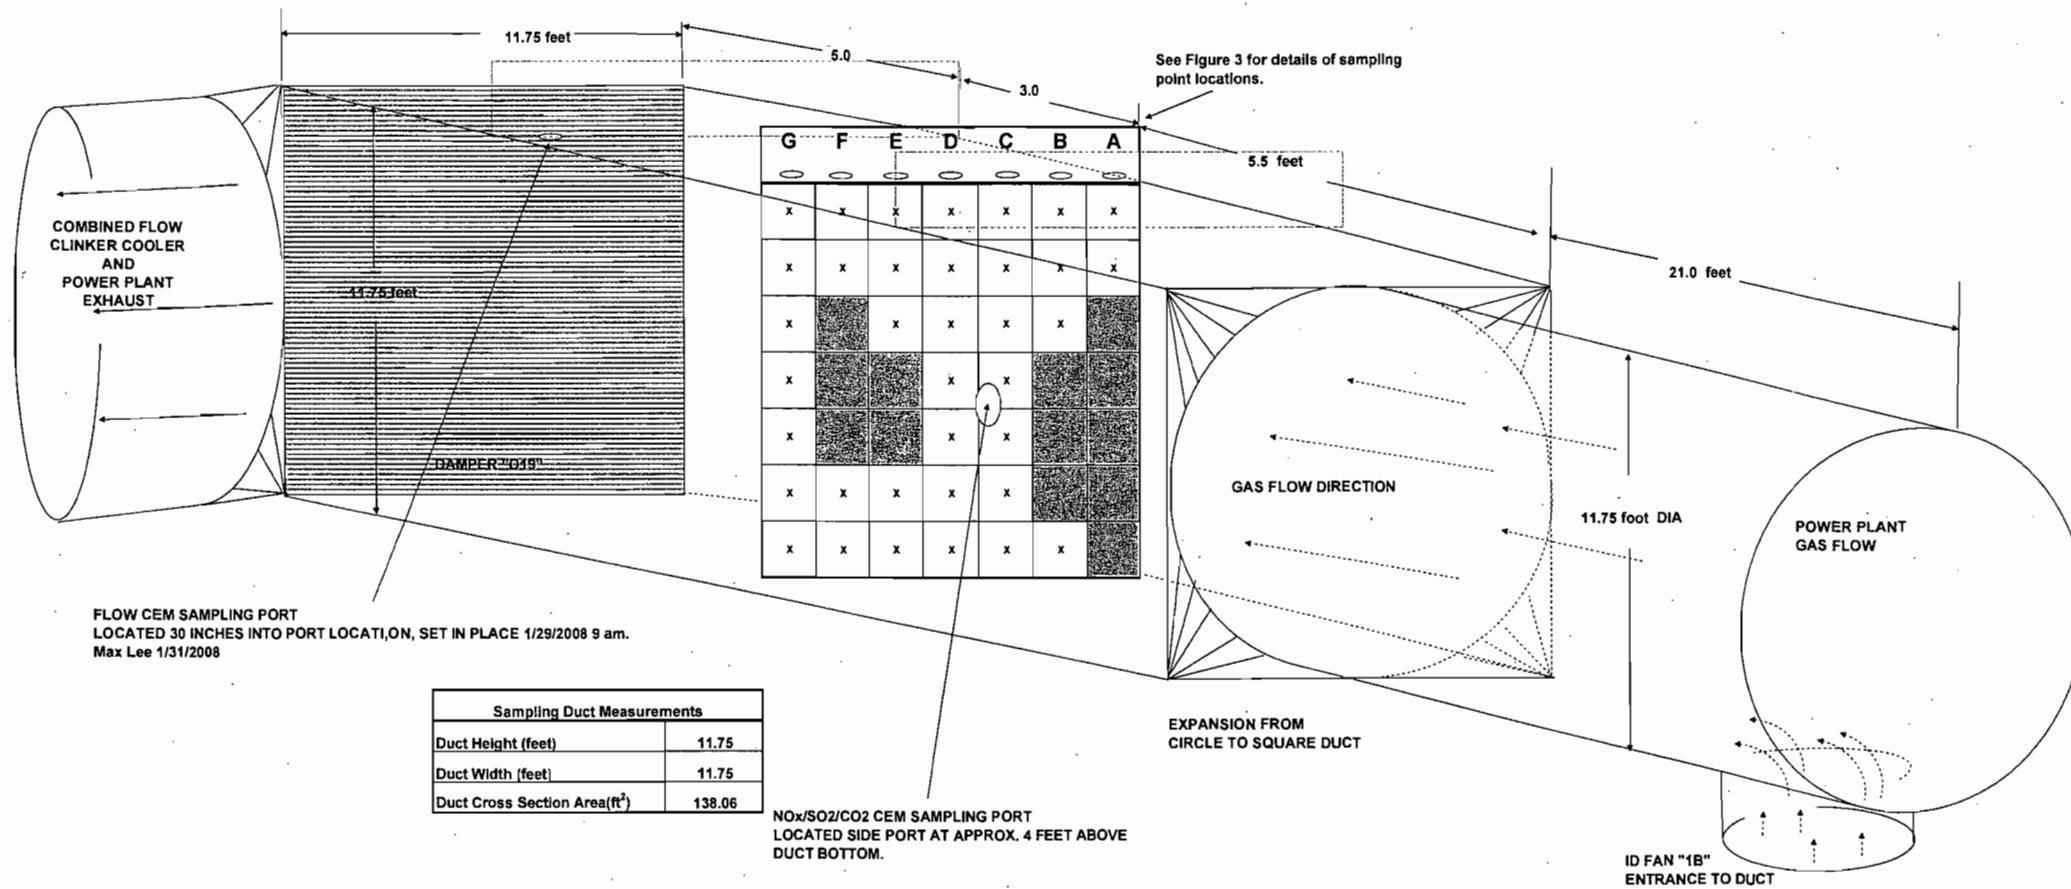 11.75 feet
5.0
3.0
See Figure 3 for details of sampling
point locations.
5.5 feet
21.0 feet
G F E D C B A
x x x x x x x
x x x x x x x
x x x x x
x x x
x x x
x x x x x
x x x x x x
COMBINED FLOW
CLINKER COOLER
AND
POWER PLANT
EXHAUST
11.75 feet
DAMPER "D19"
GAS FLOW DIRECTION
11.75 foot DIA
POWER PLANT
GAS FLOW
FLOW CEM SAMPLING PORT
LOCATED 30 INCHES INTO PORT LOCATI,ON, SET IN PLACE 1/29/2008 9 am.
Max Lee 1/31/2008
Sampling Duct Measurements
Duct Height (feet) 11.75
Duct Width (feet) 11.75
Duct Cross Section Area(ft²) 138.06
EXPANSION FROM
CIRCLE TO SQUARE DUCT
NOx/SO2/CO2 CEM SAMPLING PORT
LOCATED SIDE PORT AT APPROX. 4 FEET ABOVE
DUCT BOTTOM.
ID FAN "1B"
ENTRANCE TO DUCT